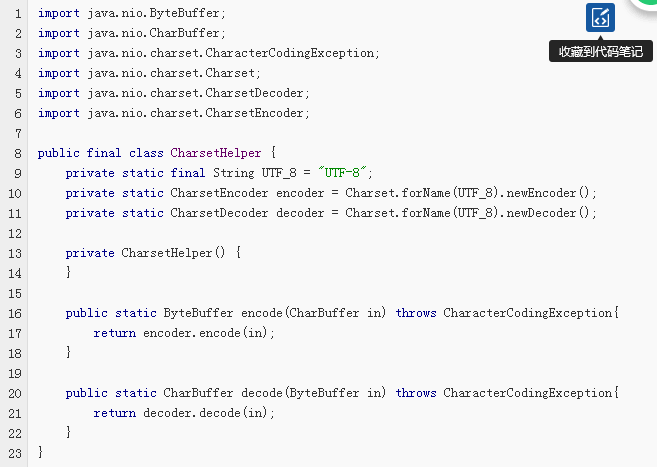 1 import java.nio.ByteBuffer;
2 import java.nio.CharBuffer;
3 import java.nio.charset.CharacterCodingException;
4 import java.nio.charset.Charset;
5 import java.nio.charset.CharsetDecoder;
6 import java.nio.charset.CharsetEncoder;
7
8 public final class CharsetHelper {
9     private static final String UTF_8 = "UTF-8";
10     private static CharsetEncoder encoder = Charset.forName(UTF_8).newEncoder();
11     private static CharsetDecoder decoder = Charset.forName(UTF_8).newDecoder();
12
13     private CharsetHelper() {
14     }
15
16     public static ByteBuffer encode(CharBuffer in) throws CharacterCodingException{
17         return encoder.encode(in);
18     }
19
20     public static CharBuffer decode(ByteBuffer in) throws CharacterCodingException{
21         return decoder.decode(in);
22     }
23 }
收藏到代码笔记